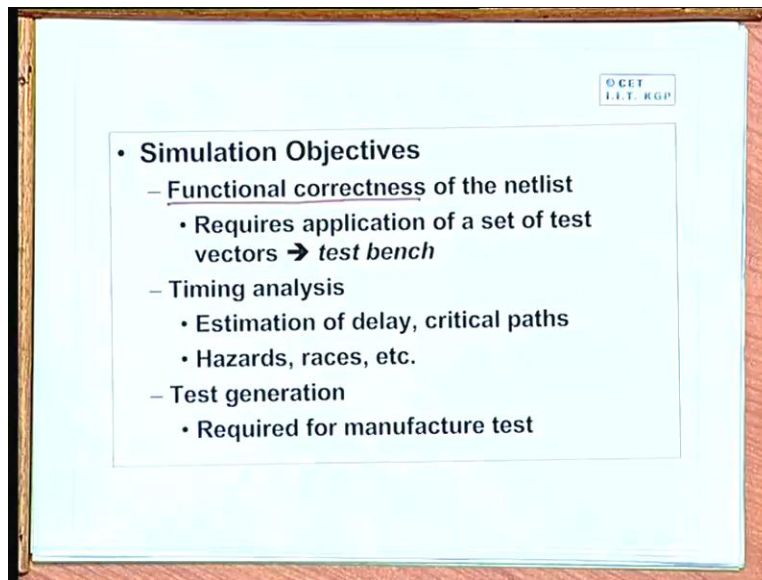 © CET
I.I.T. KGP
• Simulation Objectives
– Functional correctness of the netlist
• Requires application of a set of test
vectors ➔ test bench
– Timing analysis
• Estimation of delay, critical paths
• Hazards, races, etc.
– Test generation
• Required for manufacture test